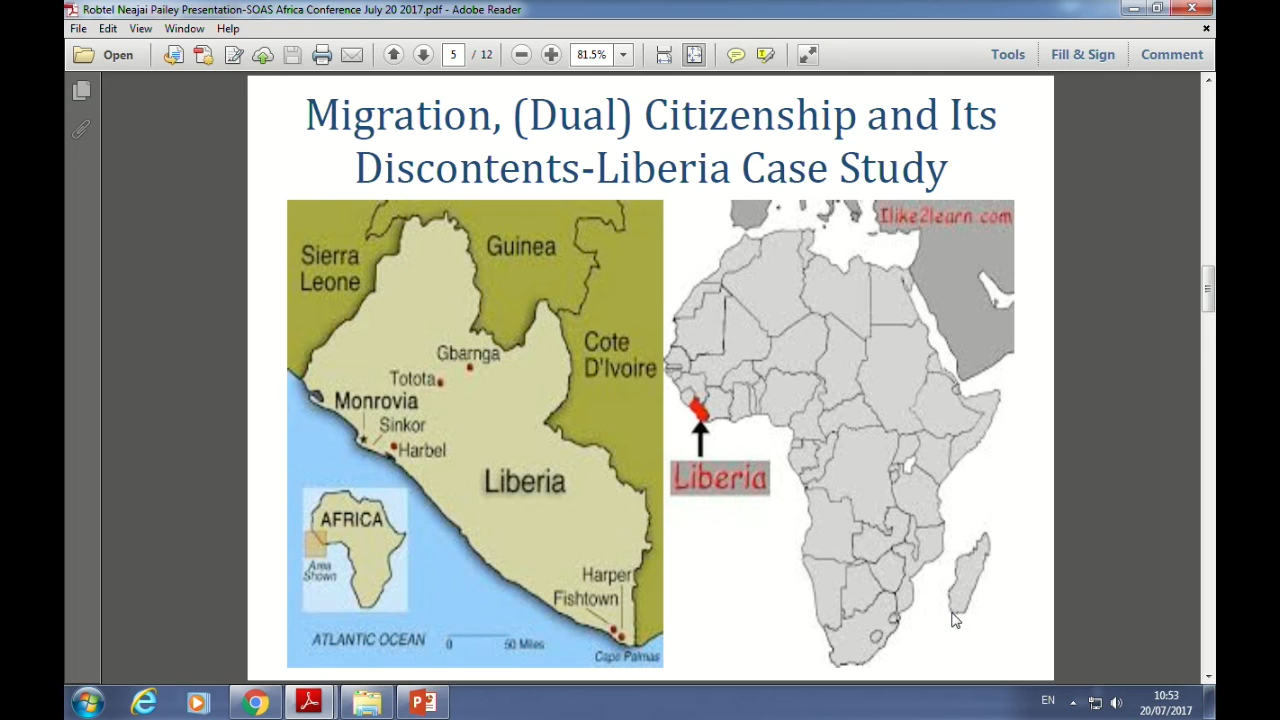 Robtel Neajai Pailey Presentation-SOAS Africa Conference July 20 2017.pdf - Adobe Reader
File Edit View Window Help
Open 5 / 12 81.5% Tools Fill & Sign Comment
Migration, (Dual) Citizenship and Its
Discontents-Liberia Case Study
Sierra
Leone
Guinea
Cote
D'Ivoire
Gbarnga
Totota
Monrovia
Sinkor
Harbel
Liberia
AFRICA
Area
Shown
Harper
Fishtown
ATLANTIC OCEAN
0 50 Miles
Cape Palmas
Ilike2learn.com
Liberia
EN
10:53
20/07/2017